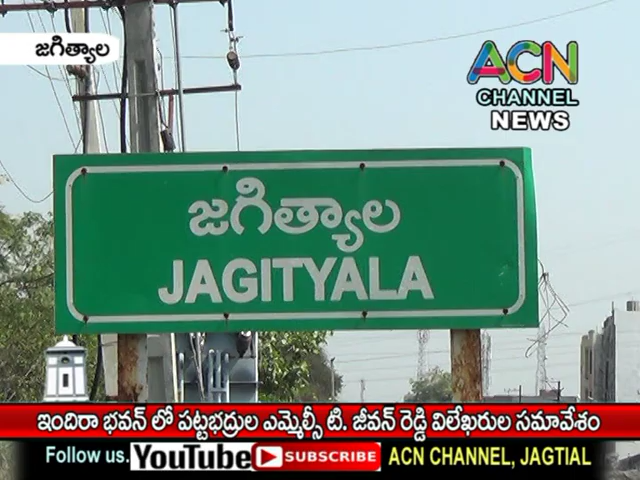 జగిత్యాల
ACN
CHANNEL
NEWS
జగిత్యాల
JAGITYALA
ఇందిరా భవన్ లో పట్టభద్రుల ఎమ్మెల్సీ టి. జీవన్ రెడ్డి విలేఖరుల సమావేశం
Follow us. YouTube SUBSCRIBE ACN CHANNEL, JAGTIAL